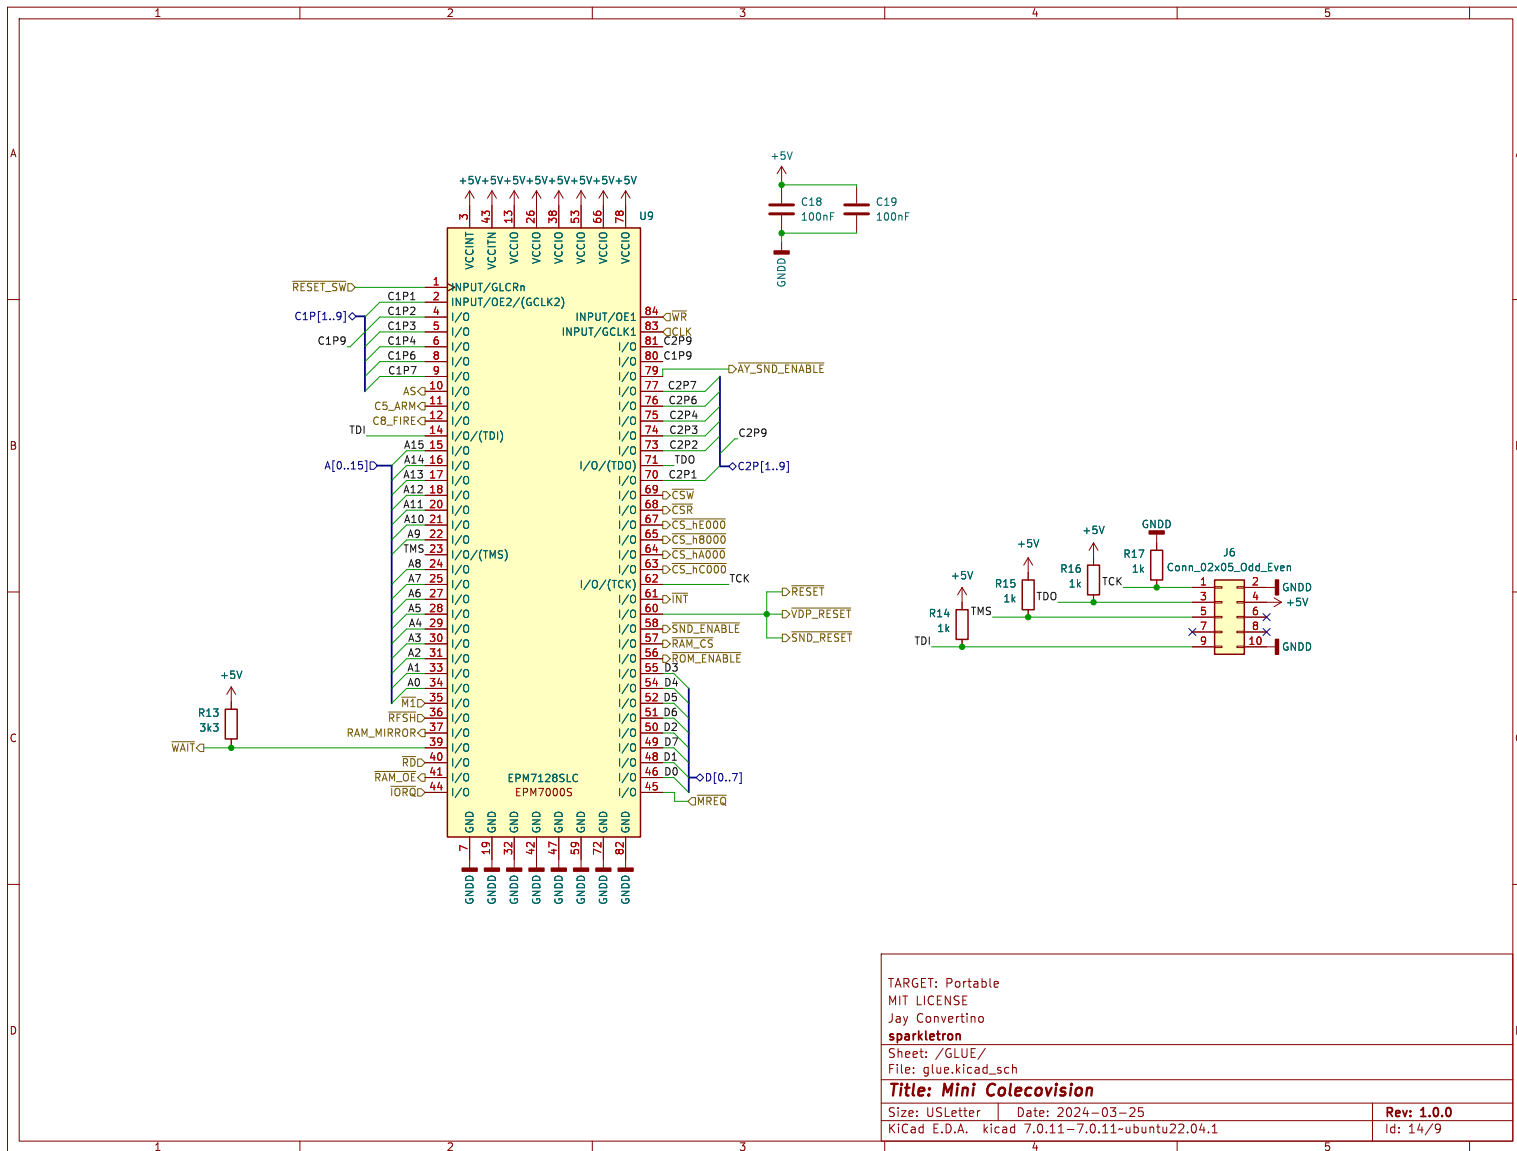 1 2 3 4 5
A
B
C
D
+5V+5V+5V+5V+5V+5V+5V+5V
U9
3 43 13 26 38 53 66 78
VCCINT VCCITN VCCIO VCCIO VCCIO VCCIO VCCIO VCCIO
RESET_SW 1 INPUT/GLCRn
C1P1 2 INPUT/OE2/(GCLK2)
C1P[1..9]
C1P2 4 I/O
C1P3 5 I/O
C1P9
C1P4 6 I/O
C1P6 8 I/O
C1P7 9 I/O
AS 10 I/O
C5_ARM 11 I/O
C8_FIRE 12 I/O
TDI 14 I/O/(TDI)
A15 15 I/O
A[0..15]
A14 16 I/O
A13 17 I/O
A12 18 I/O
A11 20 I/O
A10 21 I/O
A9 22 I/O
TMS 23 I/O/(TMS)
A8 24 I/O
A7 25 I/O
A6 27 I/O
A5 28 I/O
A4 29 I/O
A3 30 I/O
A2 31 I/O
A1 33 I/O
A0 34 I/O
M1 35 I/O
RFSH 36 I/O
RAM_MIRROR 37 I/O
WAIT 39 I/O
RD 40 I/O
RAM_OE 41 I/O
IORQ 44 I/O
+5V
R13
3k3
INPUT/OE1 84 WR
INPUT/GCLK1 83 CLK
I/O 81 C2P9
I/O 80 C1P9
I/O 79 AY_SND_ENABLE
I/O 77 C2P7
I/O 76 C2P6
I/O 75 C2P4
I/O 74 C2P3
C2P9
I/O 73 C2P2
I/O/(TDO) 71 TDO
C2P[1..9]
I/O 70 C2P1
I/O 69 CSW
I/O 68 CSR
I/O 67 CS_hE000
I/O 65 CS_h8000
I/O 64 CS_hA000
I/O 63 CS_hC000
I/O/(TCK) 62 TCK
I/O 61 INT
I/O 60
RESET
VDP_RESET
SND_RESET
I/O 58 SND_ENABLE
I/O 57 RAM_CS
I/O 56 ROM_ENABLE
I/O 55 D3
I/O 54 D4
I/O 52 D5
I/O 51 D6
I/O 50 D2
I/O 49 D7
I/O 48 D1
I/O 46 D0
D[0..7]
I/O 45 MREQ
EPM7128SLC
EPM7000S
GND GND GND GND GND GND GND GND
7 19 32 42 47 59 72 82
GNDD GNDD GNDD GNDD GNDD GNDD GNDD GNDD
+5V
C18
100nF
C19
100nF
GNDD
+5V
R14
1k
+5V
R15
1k
+5V
R16
1k
GNDD
R17
1k
TDI
TMS
TDO
TCK
J6
Conn_02x05_Odd_Even
1 2 GNDD
3 4 +5V
5 6
7 8
9 10 GNDD
TARGET: Portable
MIT LICENSE
Jay Convertino
sparkletron
Sheet: /GLUE/
File: glue.kicad_sch
Title: Mini Colecovision
Size: USLetter Date: 2024-03-25 Rev: 1.0.0
KiCad E.D.A. kicad 7.0.11-7.0.11~ubuntu22.04.1 Id: 14/9
1 2 3 4 5